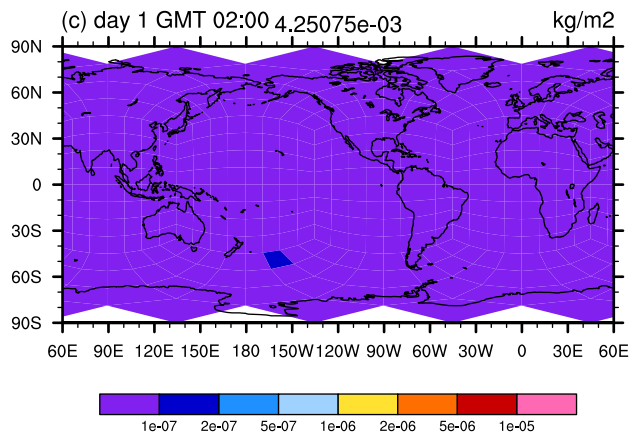 (c) day 1 GMT 02:00 4.25075e-03 kg/m2
90N
60N
30N
0
30S
60S
90S
60E 90E 120E 150E 180 150W 120W 90W 60W 30W 0 30E 60E
1e-07 2e-07 5e-07 1e-06 2e-06 5e-06 1e-05